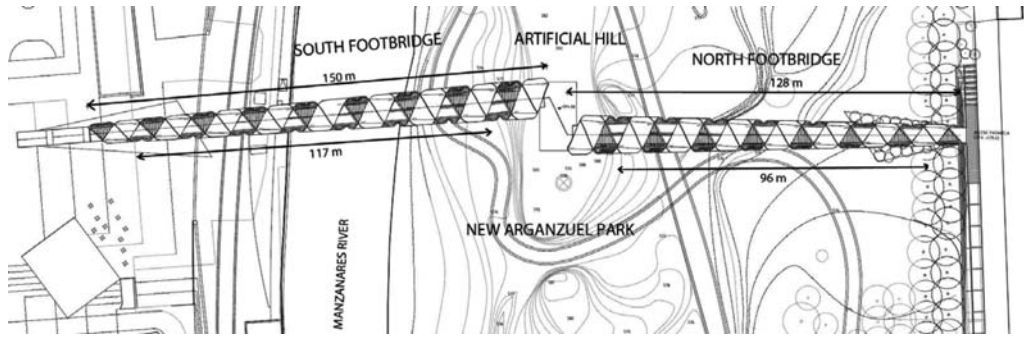 SOUTH FOOTBRIDGE
ARTIFICIAL HILL
NORTH FOOTBRIDGE
150 m
128 m
117 m
96 m
NEW ARGANZUEL PARK
MANZANARES RIVER